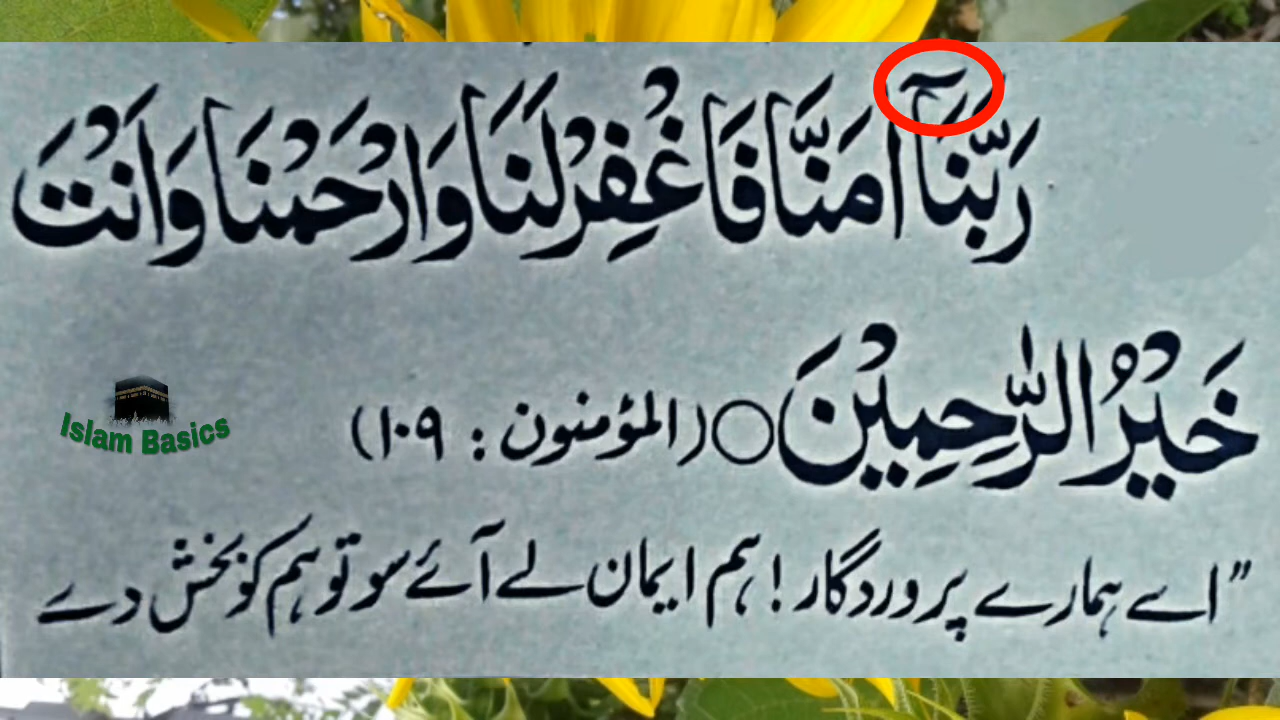 رَبَّنَآ اٰمَنَّا فَاغْفِرْلَنَا وَارْحَمْنَا وَاَنْتَ
خَيْرُ الرّٰحِمِيْنَ○(المؤمنون : ۱۰۹)
Islam Basics
"اے ہمارے پروردگار! ہم ایمان لے آئے سو تو ہم کو بخش دے